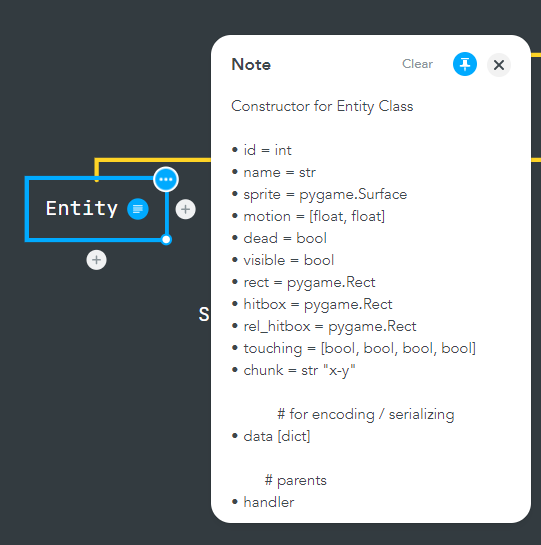 Note
Clear
Constructor for Entity Class
• id = int
• name = str
• sprite = pygame.Surface
• motion = [float, float]
• dead = bool
• visible = bool
• rect = pygame.Rect
• hitbox = pygame.Rect
• rel_hitbox = pygame.Rect
• touching = [bool, bool, bool, bool]
• chunk = str "x-y"
# for encoding / serializing
• data [dict]
# parents
• handler
Entity
S